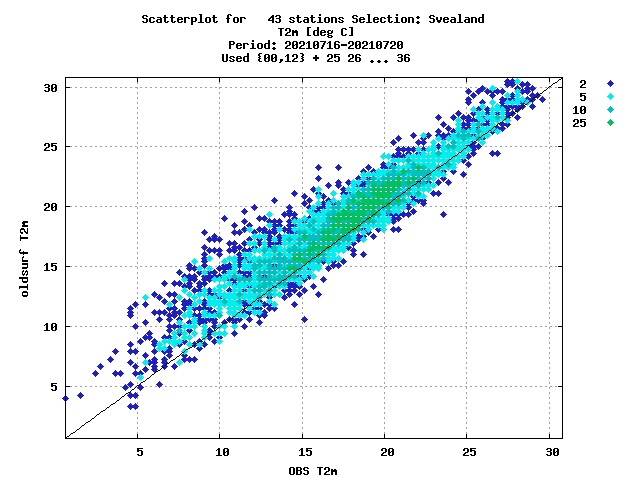 Scatterplot for   43 stations Selection: Svealand
T2m [deg C]
Period: 20210716-20210720
Used {00,12} + 25 26 ... 36
30
25
20
15
10
5
oldsurf T2m
5 10 15 20 25 30
OBS T2m
2
5
10
25